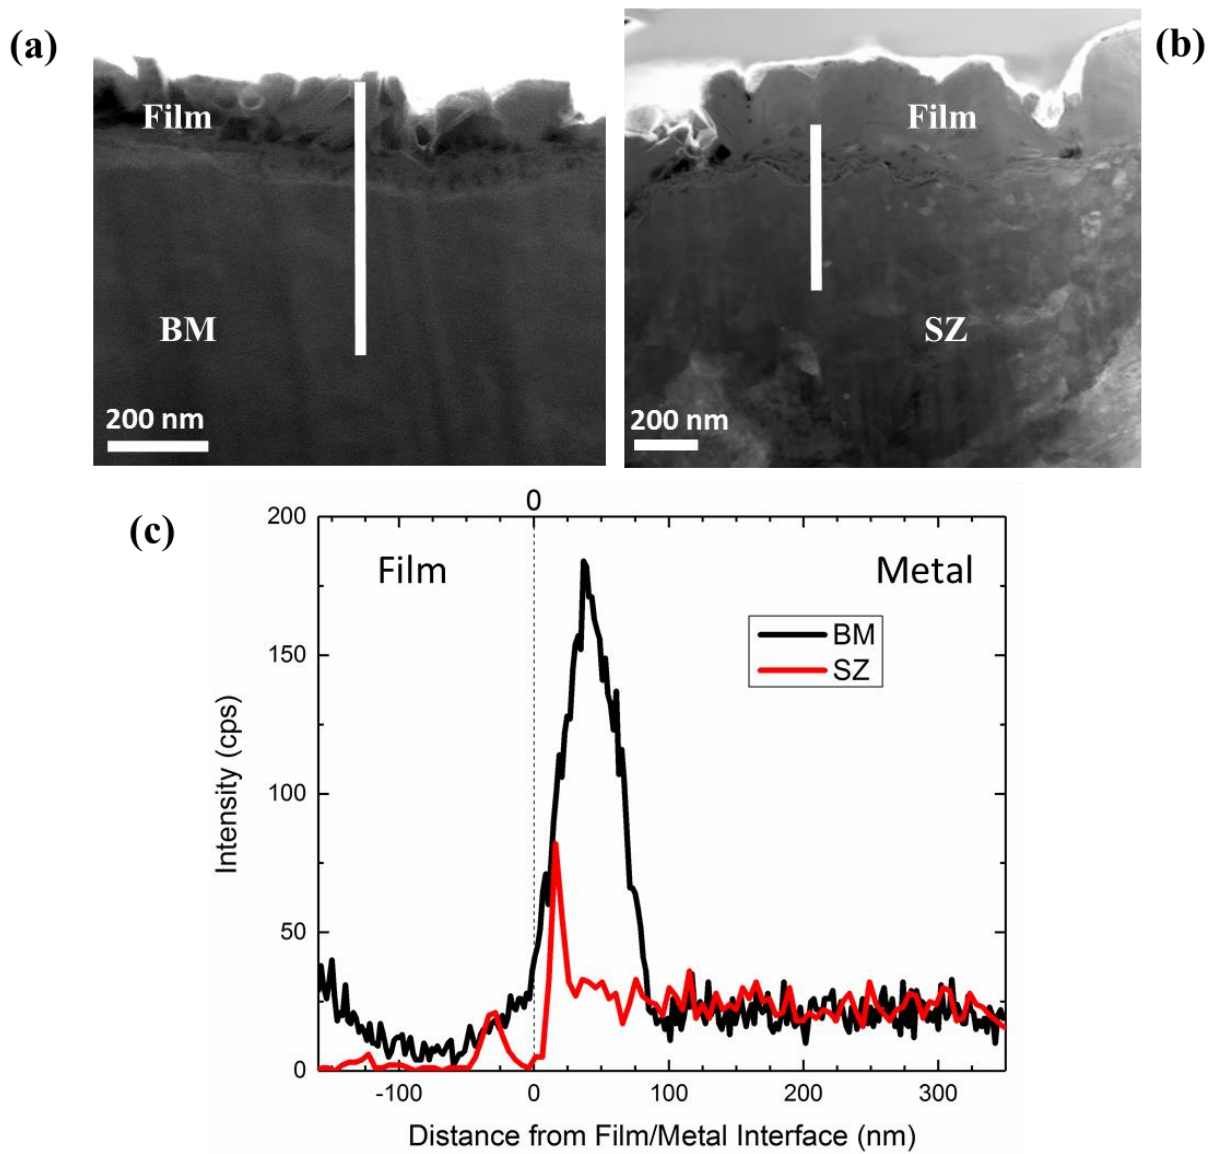 (a)
Film
BM
200 nm
(b)
Film
SZ
200 nm
(c)
0
200
150
100
50
0
Intensity (cps)
Film
Metal
BM
SZ
-100
0
100
200
300
Distance from Film/Metal Interface (nm)